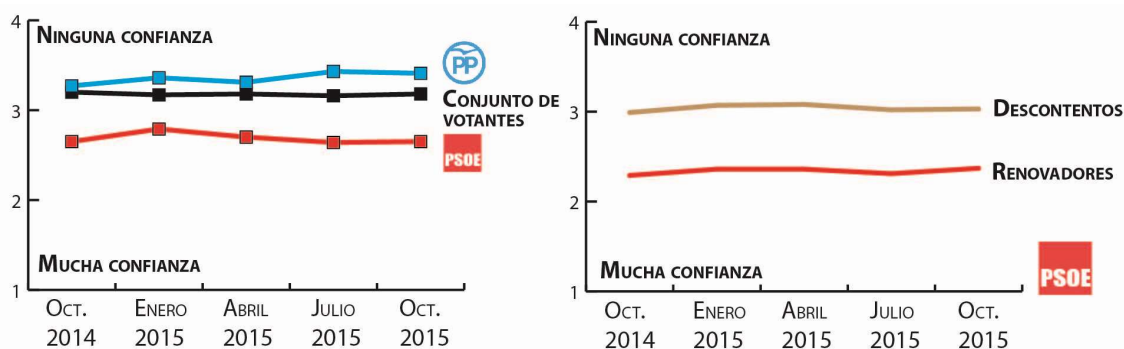 4
NINGUNA CONFIANZA
PP
CONJUNTO DE
VOTANTES
3
PSOE
2
MUCHA CONFIANZA
1
OCT. ENERO ABRIL JULIO OCT.
2014 2015 2015 2015 2015
4
NINGUNA CONFIANZA
3
DESCONTENTOS
RENOVADORES
2
MUCHA CONFIANZA
PSOE
1
OCT. ENERO ABRIL JULIO OCT.
2014 2015 2015 2015 2015